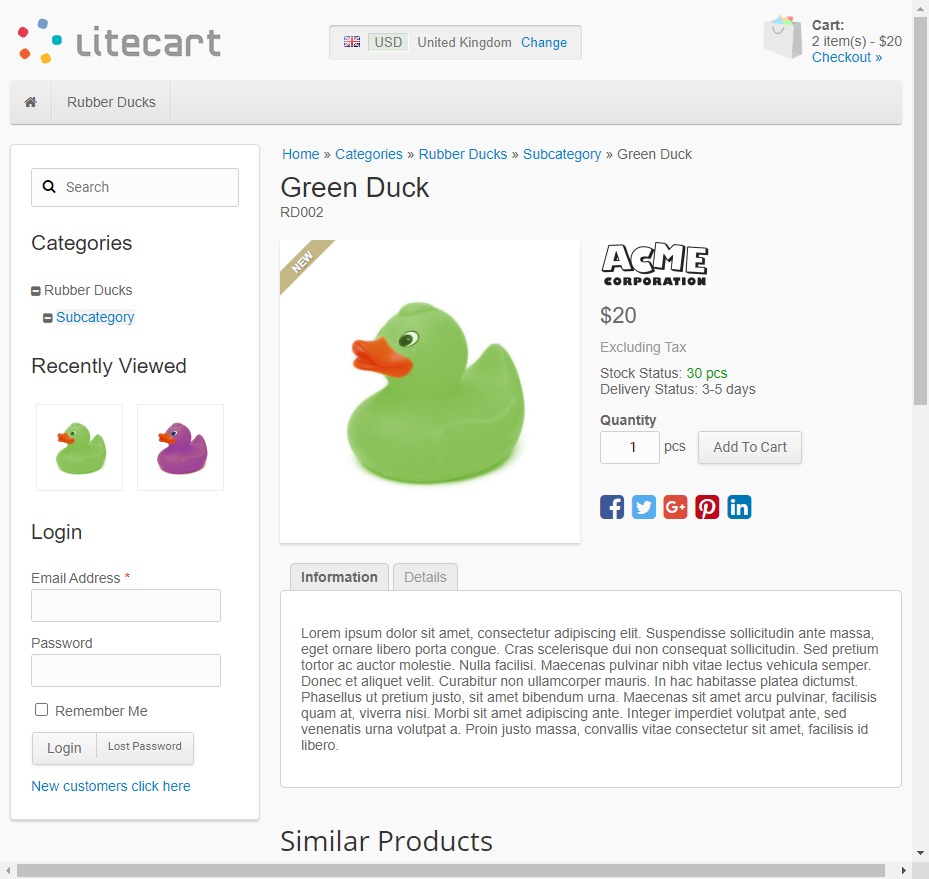 litecart
USD United Kingdom Change
Cart:
2 item(s) - $20
Checkout »
Rubber Ducks
Search
Categories
Rubber Ducks
Subcategory
Recently Viewed
Login
Email Address *
Password
Remember Me
Login Lost Password
New customers click here
Home » Categories » Rubber Ducks » Subcategory » Green Duck
Green Duck
RD002
NEW
ACME
CORPORATION
$20
Excluding Tax
Stock Status: 30 pcs
Delivery Status: 3-5 days
Quantity
1 pcs Add To Cart
f G+ P in
Information Details
Lorem ipsum dolor sit amet, consectetur adipiscing elit. Suspendisse sollicitudin ante massa,
eget ornare libero porta congue. Cras scelerisque dui non consequat sollicitudin. Sed pretium
tortor ac auctor molestie. Nulla facilisi. Maecenas pulvinar nibh vitae lectus vehicula semper.
Donec et aliquet velit. Curabitur non ullamcorper mauris. In hac habitasse platea dictumst.
Phasellus ut pretium justo, sit amet bibendum urna. Maecenas sit amet arcu pulvinar, facilisis
quam at, viverra nisi. Morbi sit amet adipiscing ante. Integer imperdiet volutpat ante, sed
venenatis urna volutpat a. Proin justo massa, convallis vitae consectetur sit amet, facilisis id
libero.
Similar Products